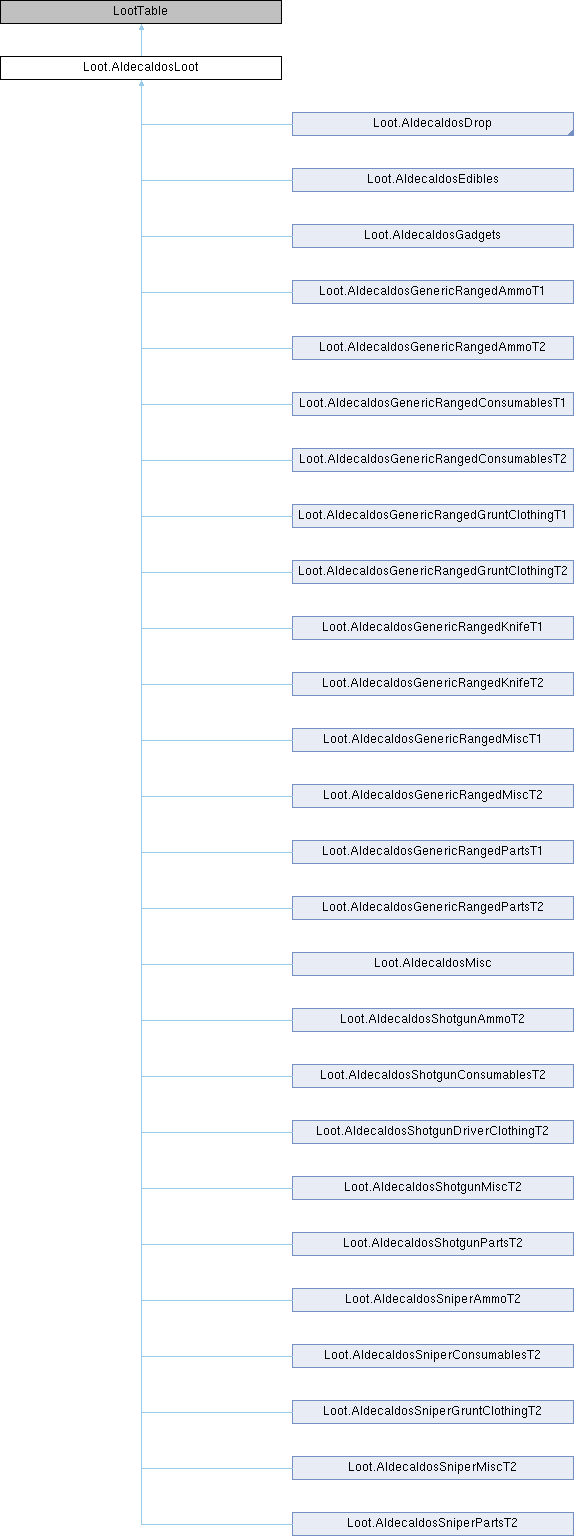 LootTable
Loot.AldecaldosLoot
Loot.AldecaldosDrop
Loot.AldecaldosEdibles
Loot.AldecaldosGadgets
Loot.AldecaldosGenericRangedAmmoT1
Loot.AldecaldosGenericRangedAmmoT2
Loot.AldecaldosGenericRangedConsumablesT1
Loot.AldecaldosGenericRangedConsumablesT2
Loot.AldecaldosGenericRangedGruntClothingT1
Loot.AldecaldosGenericRangedGruntClothingT2
Loot.AldecaldosGenericRangedKnifeT1
Loot.AldecaldosGenericRangedKnifeT2
Loot.AldecaldosGenericRangedMiscT1
Loot.AldecaldosGenericRangedMiscT2
Loot.AldecaldosGenericRangedPartsT1
Loot.AldecaldosGenericRangedPartsT2
Loot.AldecaldosMisc
Loot.AldecaldosShotgunAmmoT2
Loot.AldecaldosShotgunConsumablesT2
Loot.AldecaldosShotgunDriverClothingT2
Loot.AldecaldosShotgunMiscT2
Loot.AldecaldosShotgunPartsT2
Loot.AldecaldosSniperAmmoT2
Loot.AldecaldosSniperConsumablesT2
Loot.AldecaldosSniperGruntClothingT2
Loot.AldecaldosSniperMiscT2
Loot.AldecaldosSniperPartsT2